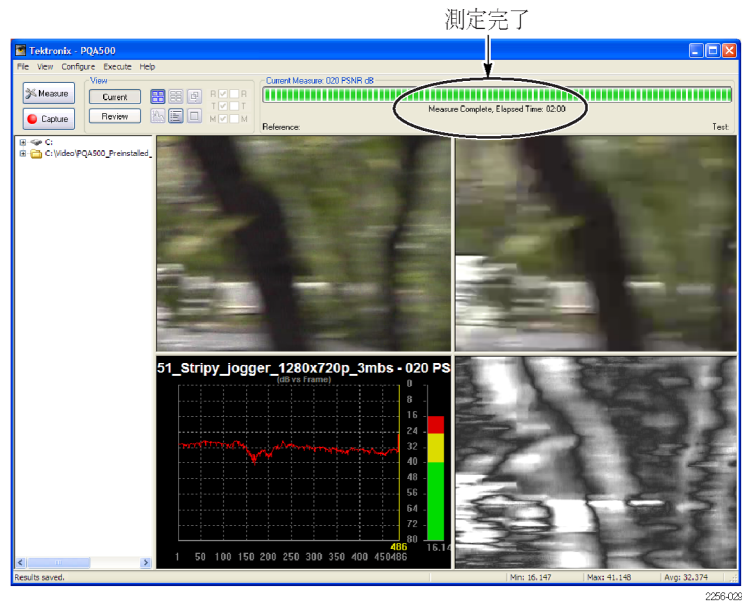 測定完了
Tektronix - PQA500
File View Configure Execute Help
Measure
Capture
View
Current
Review
R R
T T
M M
Current Measure: 020 PSNR dB
Measure Complete, Elapsed Time: 02:00
Reference:
Test:
C:
C:\Video\PQA500_Preinstalled_
51_Stripy_jogger_1280x720p_3mbs - 020 PS
(dB vs Frame)
0
8
16
24
32
40
48
56
64
72
80
486
16.14
1 50 100 150 200 250 300 350 400 450486
Results saved.
Min: 16.147
Max: 41.148
Avg: 32.374
2256-029